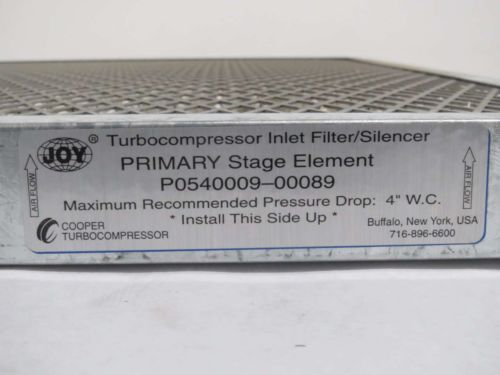 JOY ®
Turbocompressor Inlet Filter/Silencer
PRIMARY Stage Element
P0540009-00089
Maximum Recommended Pressure Drop: 4" W.C.
* Install This Side Up *
AIR FLOW
AIR FLOW
COOPER
TURBOCOMPRESSOR
Buffalo, New York, USA
716-896-6600